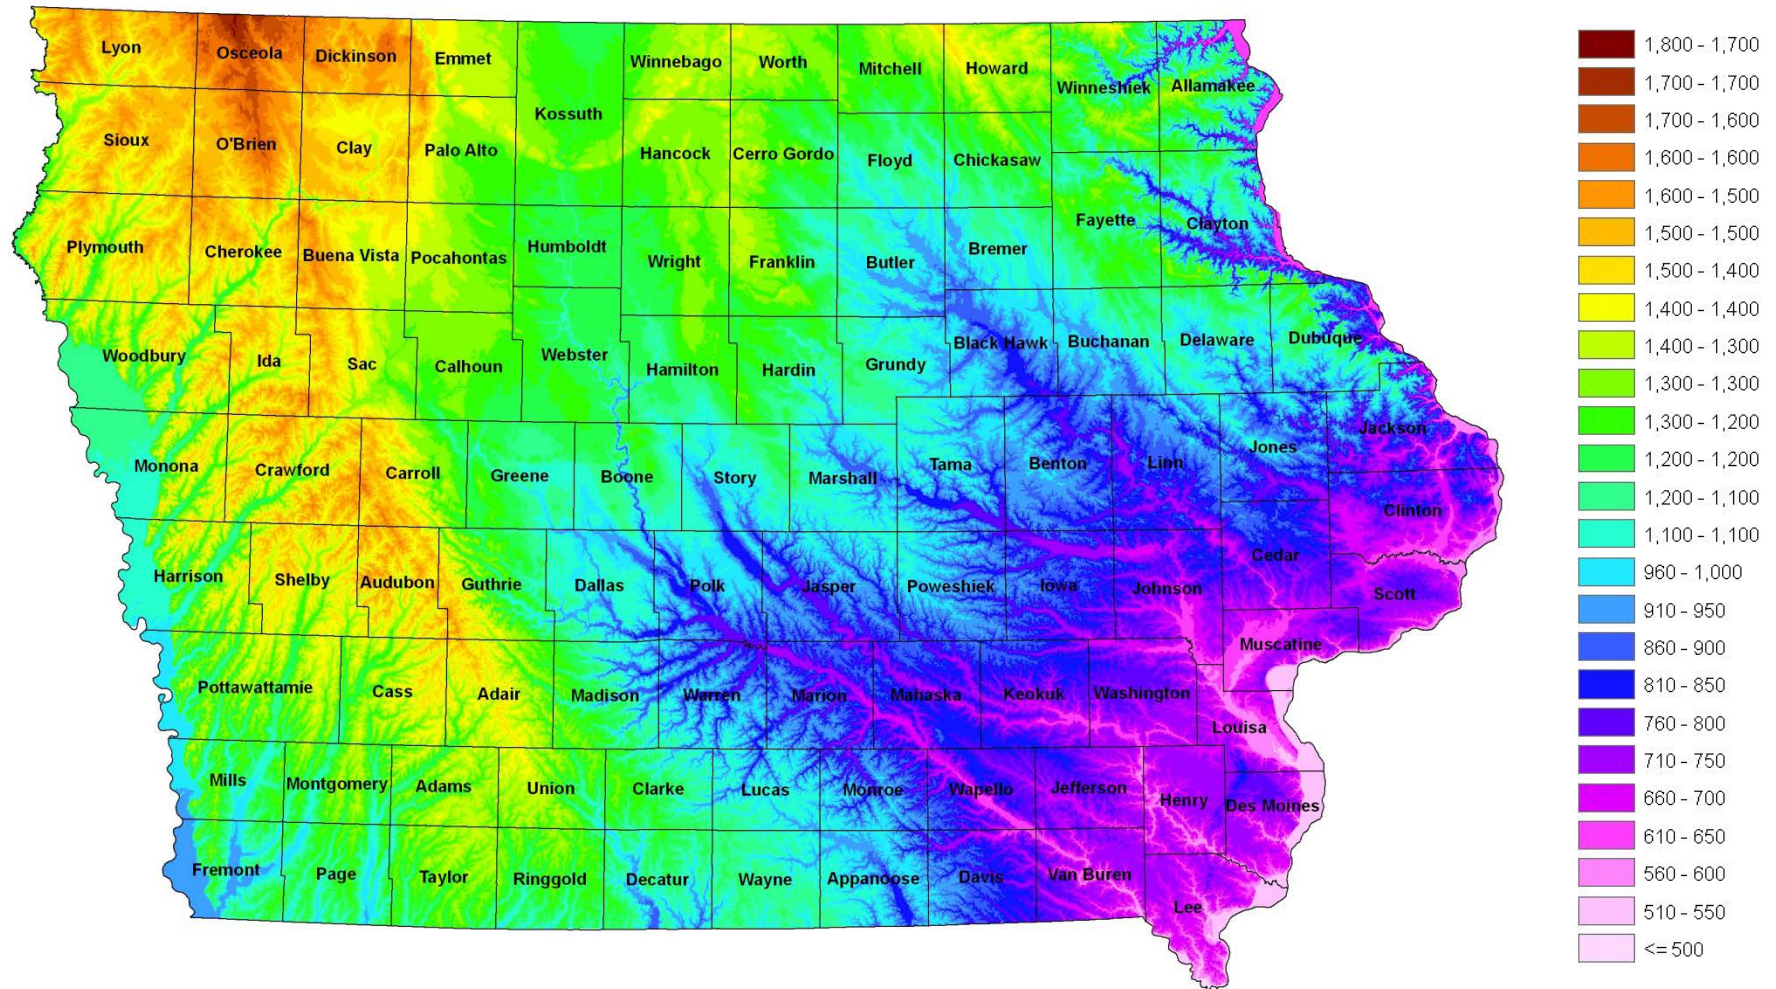 Lyon
Osceola
Dickinson
Emmet
Kossuth
Winnebago
Worth
Mitchell
Howard
Winneshiek
Allamakee
Sioux
O'Brien
Clay
Palo Alto
Hancock
Cerro Gordo
Floyd
Chickasaw
Fayette
Clayton
Plymouth
Cherokee
Buena Vista
Pocahontas
Humboldt
Wright
Franklin
Butler
Bremer
Woodbury
Ida
Sac
Calhoun
Webster
Hamilton
Hardin
Grundy
Black Hawk
Buchanan
Delaware
Dubuque
Monona
Crawford
Carroll
Greene
Boone
Story
Marshall
Tama
Benton
Linn
Jones
Jackson
Clinton
Harrison
Shelby
Audubon
Guthrie
Dallas
Polk
Jasper
Poweshiek
Iowa
Johnson
Cedar
Scott
Muscatine
Pottawattamie
Cass
Adair
Madison
Warren
Marion
Mahaska
Keokuk
Washington
Louisa
Mills
Montgomery
Adams
Union
Clarke
Lucas
Monroe
Wapello
Jefferson
Henry
Des Moines
Fremont
Page
Taylor
Ringgold
Decatur
Wayne
Appanoose
Davis
Van Buren
Lee
1,800 - 1,700
1,700 - 1,700
1,700 - 1,600
1,600 - 1,600
1,600 - 1,500
1,500 - 1,500
1,500 - 1,400
1,400 - 1,400
1,400 - 1,300
1,300 - 1,300
1,300 - 1,200
1,200 - 1,200
1,200 - 1,100
1,100 - 1,100
960 - 1,000
910 - 950
860 - 900
810 - 850
760 - 800
710 - 750
660 - 700
610 - 650
560 - 600
510 - 550
<= 500